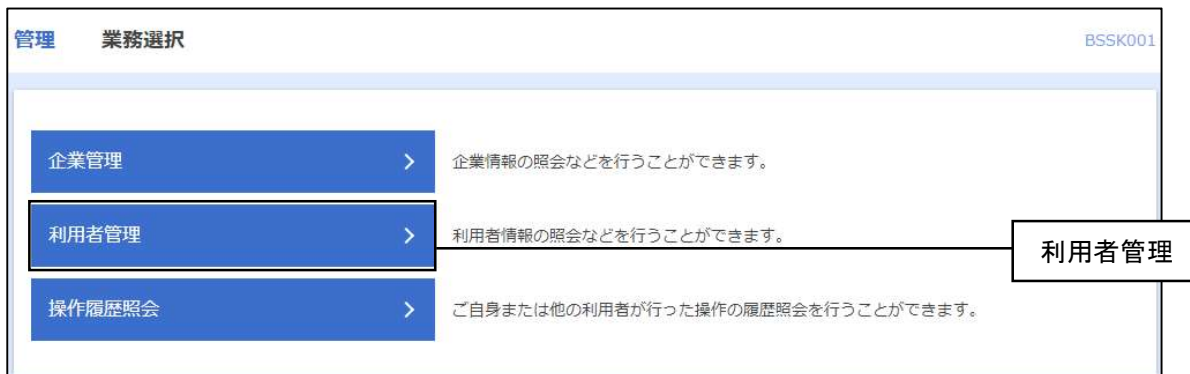 管理 業務選択 BSSK001
企業管理 企業情報の照会などを行うことができます。
利用者管理 利用者情報の照会などを行うことができます。
利用者管理
操作履歴照会 ご自身または他の利用者が行った操作の履歴照会を行うことができます。